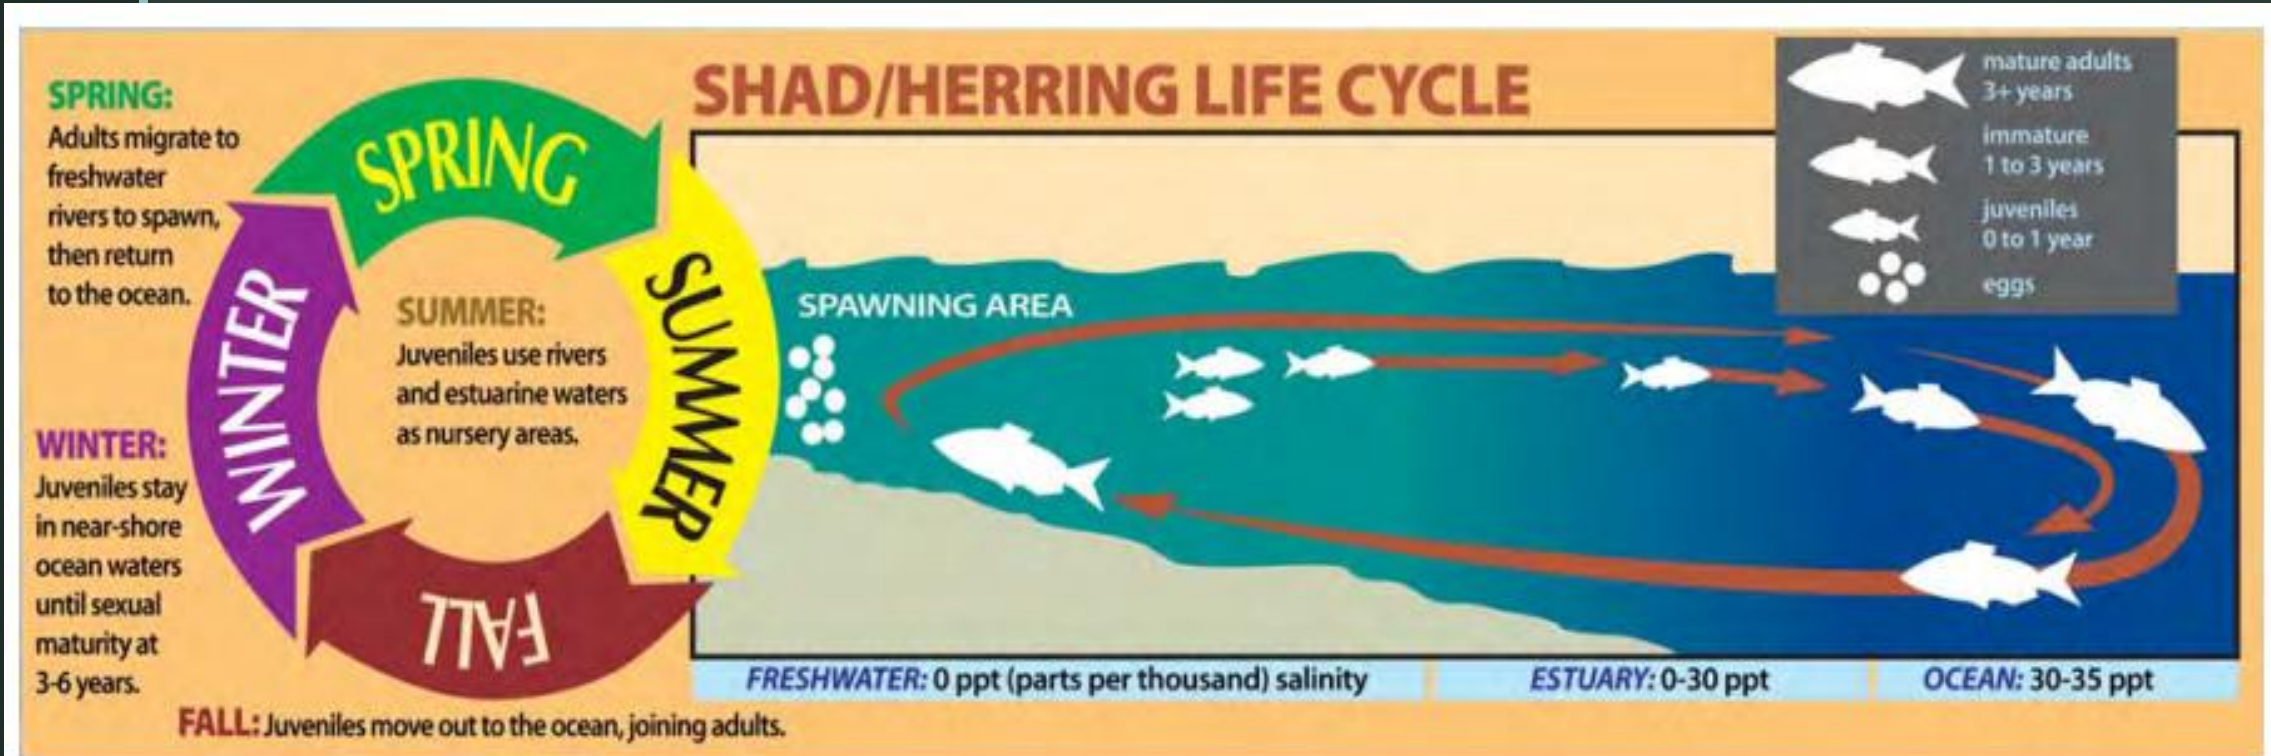 SHAD/HERRING LIFE CYCLE
SPRING:
Adults migrate to
freshwater
rivers to spawn,
then return
to the ocean.
SPRING
SUMMER
FALL
WINTER
SUMMER:
Juveniles use rivers
and estuarine waters
as nursery areas.
WINTER:
Juveniles stay
in near-shore
ocean waters
until sexual
maturity at
3-6 years.
FALL: Juveniles move out to the ocean, joining adults.
mature adults
3+ years
immature
1 to 3 years
juveniles
0 to 1 year
eggs
SPAWNING AREA
FRESHWATER: 0 ppt (parts per thousand) salinity
ESTUARY: 0-30 ppt
OCEAN: 30-35 ppt